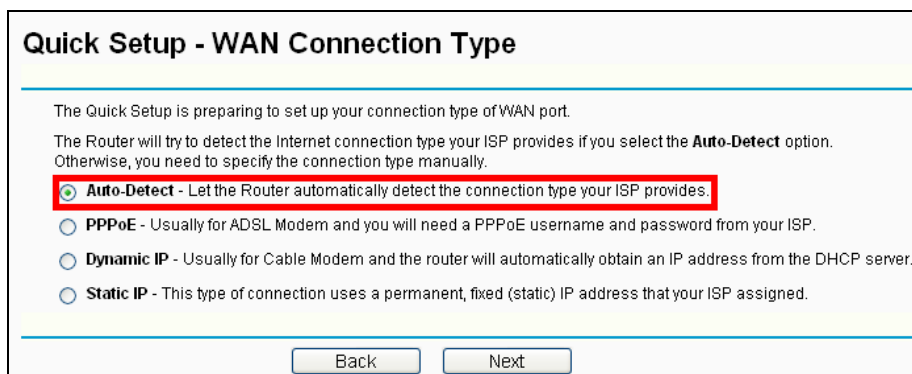 Quick Setup - WAN Connection Type
The Quick Setup is preparing to set up your connection type of WAN port.
The Router will try to detect the Internet connection type your ISP provides if you select the Auto-Detect option.
Otherwise, you need to specify the connection type manually.
Auto-Detect - Let the Router automatically detect the connection type your ISP provides.
PPPoE - Usually for ADSL Modem and you will need a PPPoE username and password from your ISP.
Dynamic IP - Usually for Cable Modem and the router will automatically obtain an IP address from the DHCP server.
Static IP - This type of connection uses a permanent, fixed (static) IP address that your ISP assigned.
Back Next